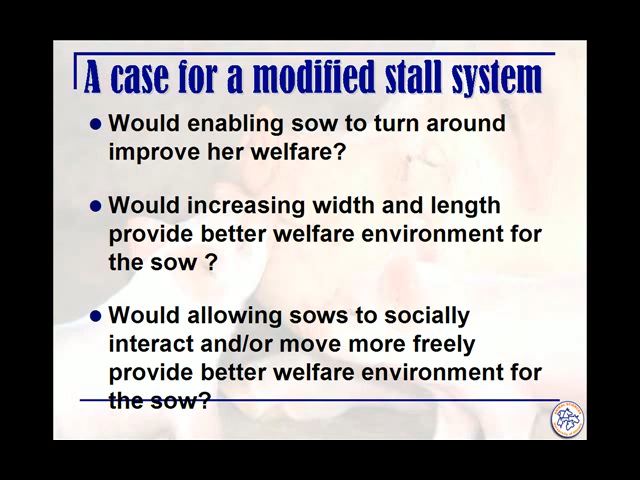 A case for a modified stall system
Would enabling sow to turn around
improve her welfare?
Would increasing width and length
provide better welfare environment for
the sow ?
Would allowing sows to socially
interact and/or move more freely
provide better welfare environment for
the sow?